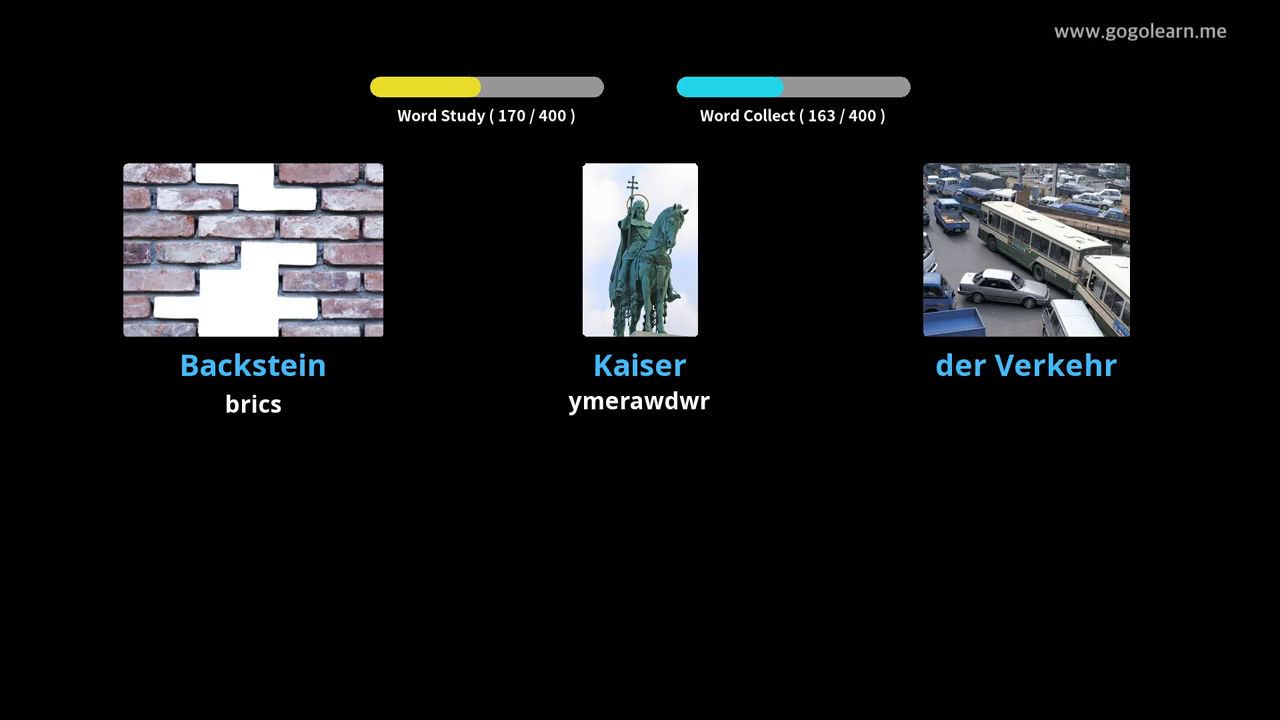 www.gogolearn.me
Word Study ( 170 / 400 )
Word Collect ( 163 / 400 )
Backstein
brics
Kaiser
ymerawdwr
der Verkehr